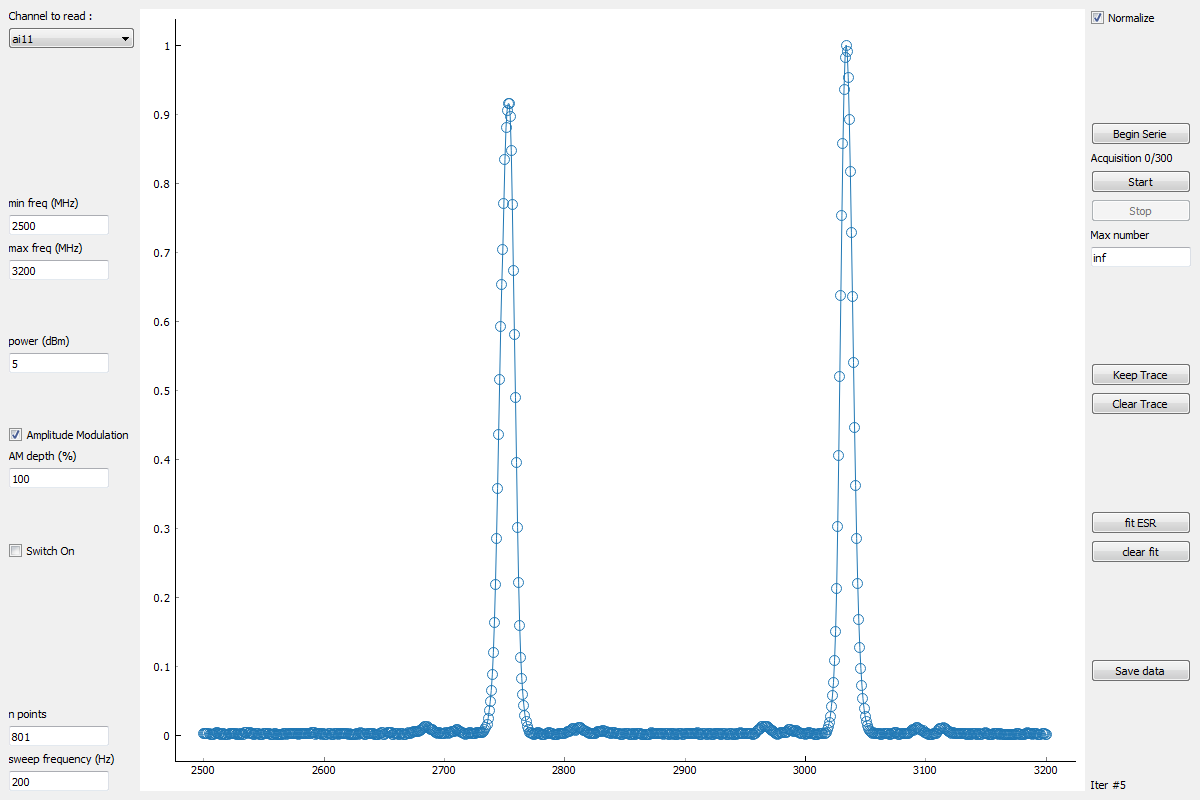 Channel to read :
ai11
min freq (MHz)
2500
max freq (MHz)
3200
power (dBm)
5
Amplitude Modulation
AM depth (%)
100
Switch On
n points
801
sweep frequency (Hz)
200
1
0.9
0.8
0.7
0.6
0.5
0.4
0.3
0.2
0.1
0
2500 2600 2700 2800 2900 3000 3100 3200
Normalize
Begin Serie
Acquisition 0/300
Start
Stop
Max number
inf
Keep Trace
Clear Trace
fit ESR
clear fit
Save data
Iter #5